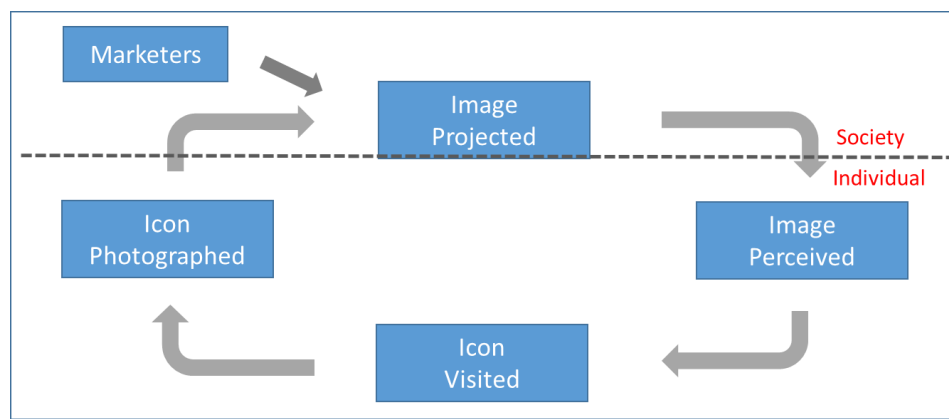 Marketers
Image
Projected
Society
Individual
Icon
Photographed
Image
Perceived
Icon
Visited